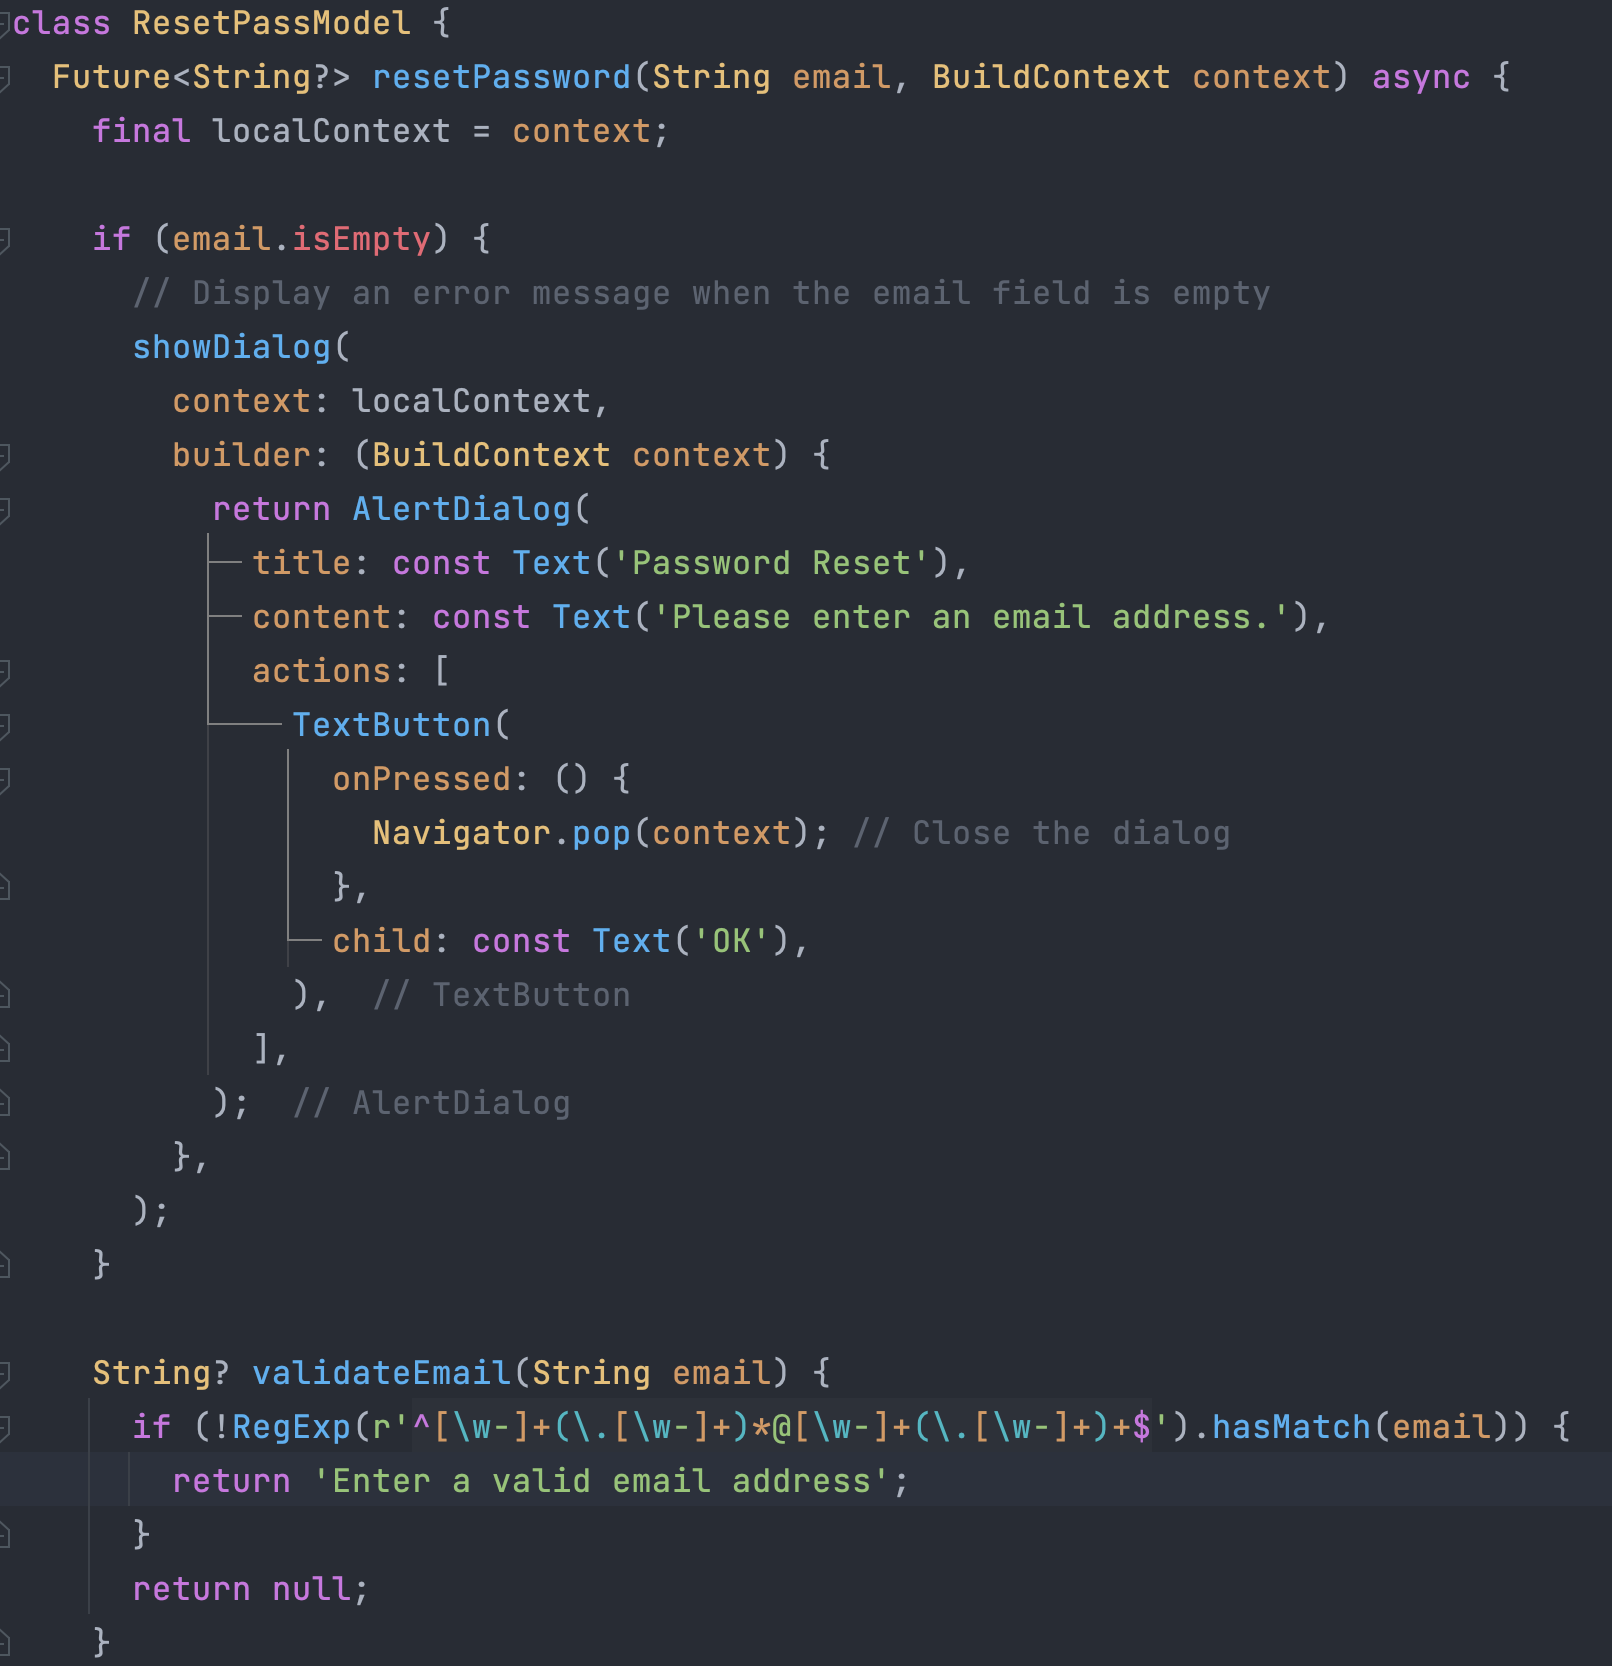 class ResetPassModel {
  Future<String?> resetPassword(String email, BuildContext context) async {
    final localContext = context;

    if (email.isEmpty) {
      // Display an error message when the email field is empty
      showDialog(
        context: localContext,
        builder: (BuildContext context) {
          return AlertDialog(
            title: const Text('Password Reset'),
            content: const Text('Please enter an email address.'),
            actions: [
              TextButton(
                onPressed: () {
                  Navigator.pop(context); // Close the dialog
                },
                child: const Text('OK'),
              ),  // TextButton
            ],
          );  // AlertDialog
        },
      );
    }

    String? validateEmail(String email) {
      if (!RegExp(r'^[\w-]+(\.[\w-]+)*@[\w-]+(\.[\w-]+)+$').hasMatch(email)) {
        return 'Enter a valid email address';
      }
      return null;
    }